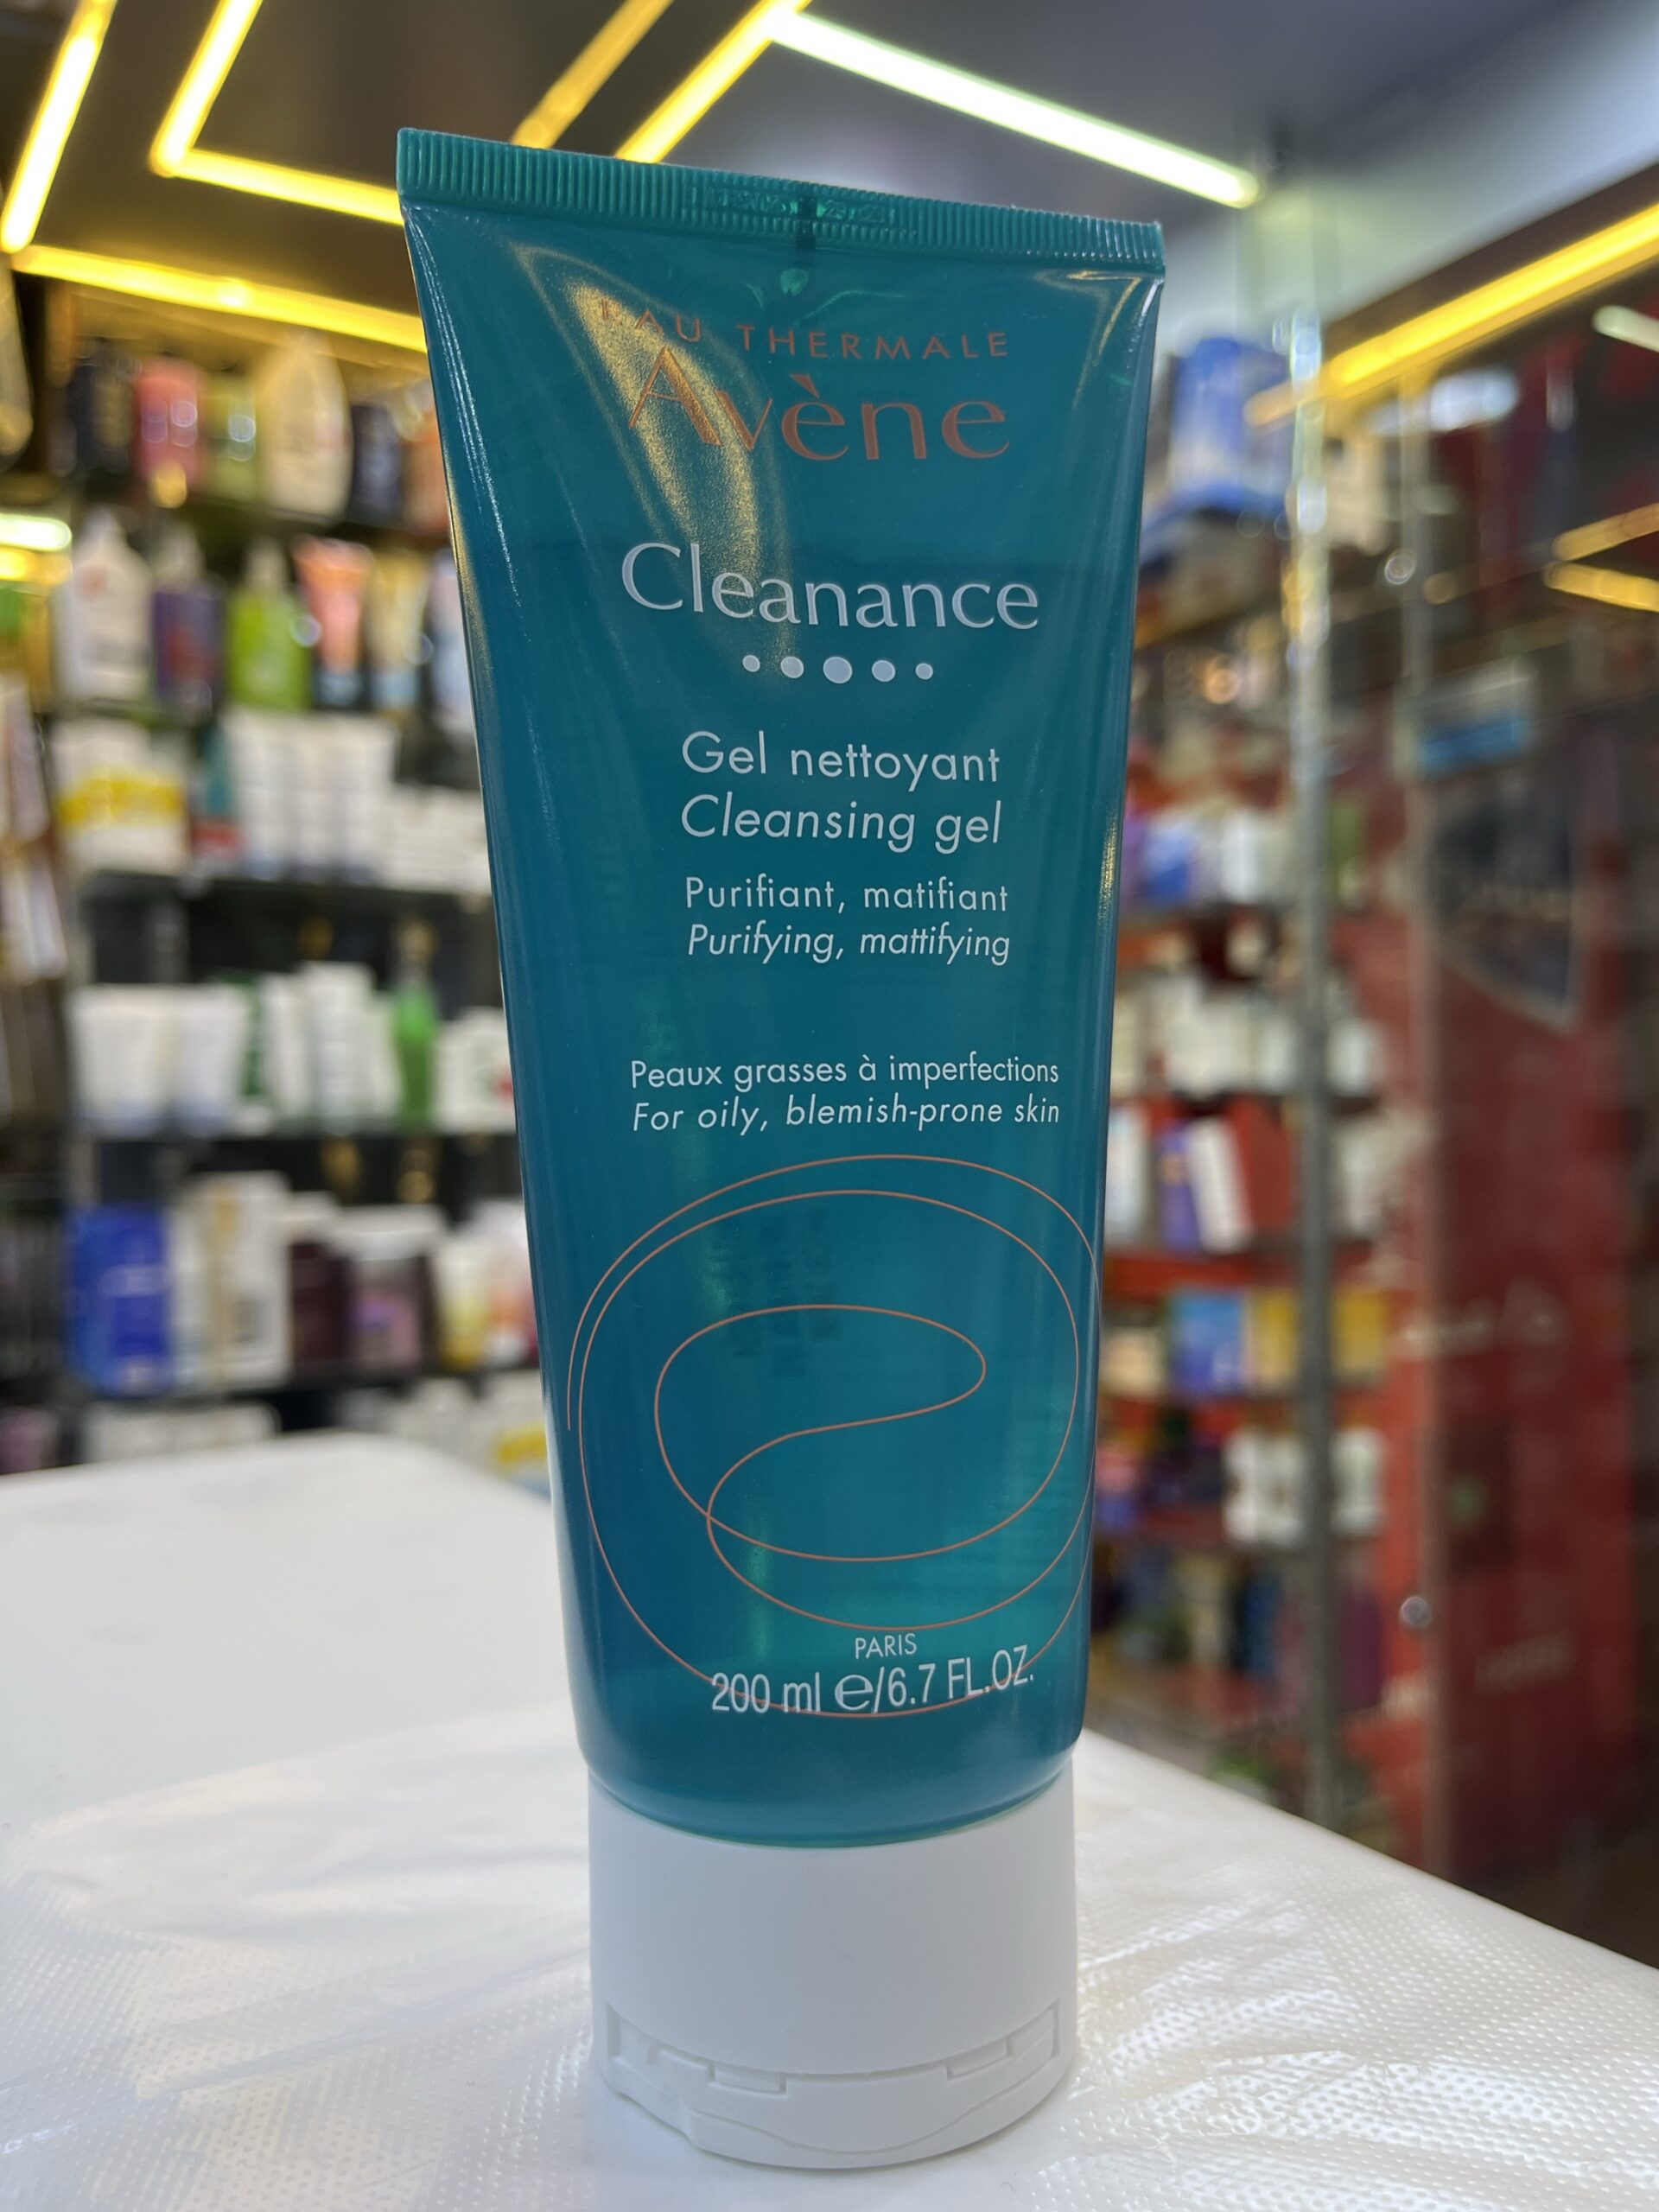 EAU THERMALE
Avène
Cleanance
Gel nettoyant
Cleansing gel
Purifiant, matifiant
Purifying, mattifying
Peaux grasses à imperfections
For oily, blemish-prone skin
PARIS
200 ml e/6.7 FL.OZ.